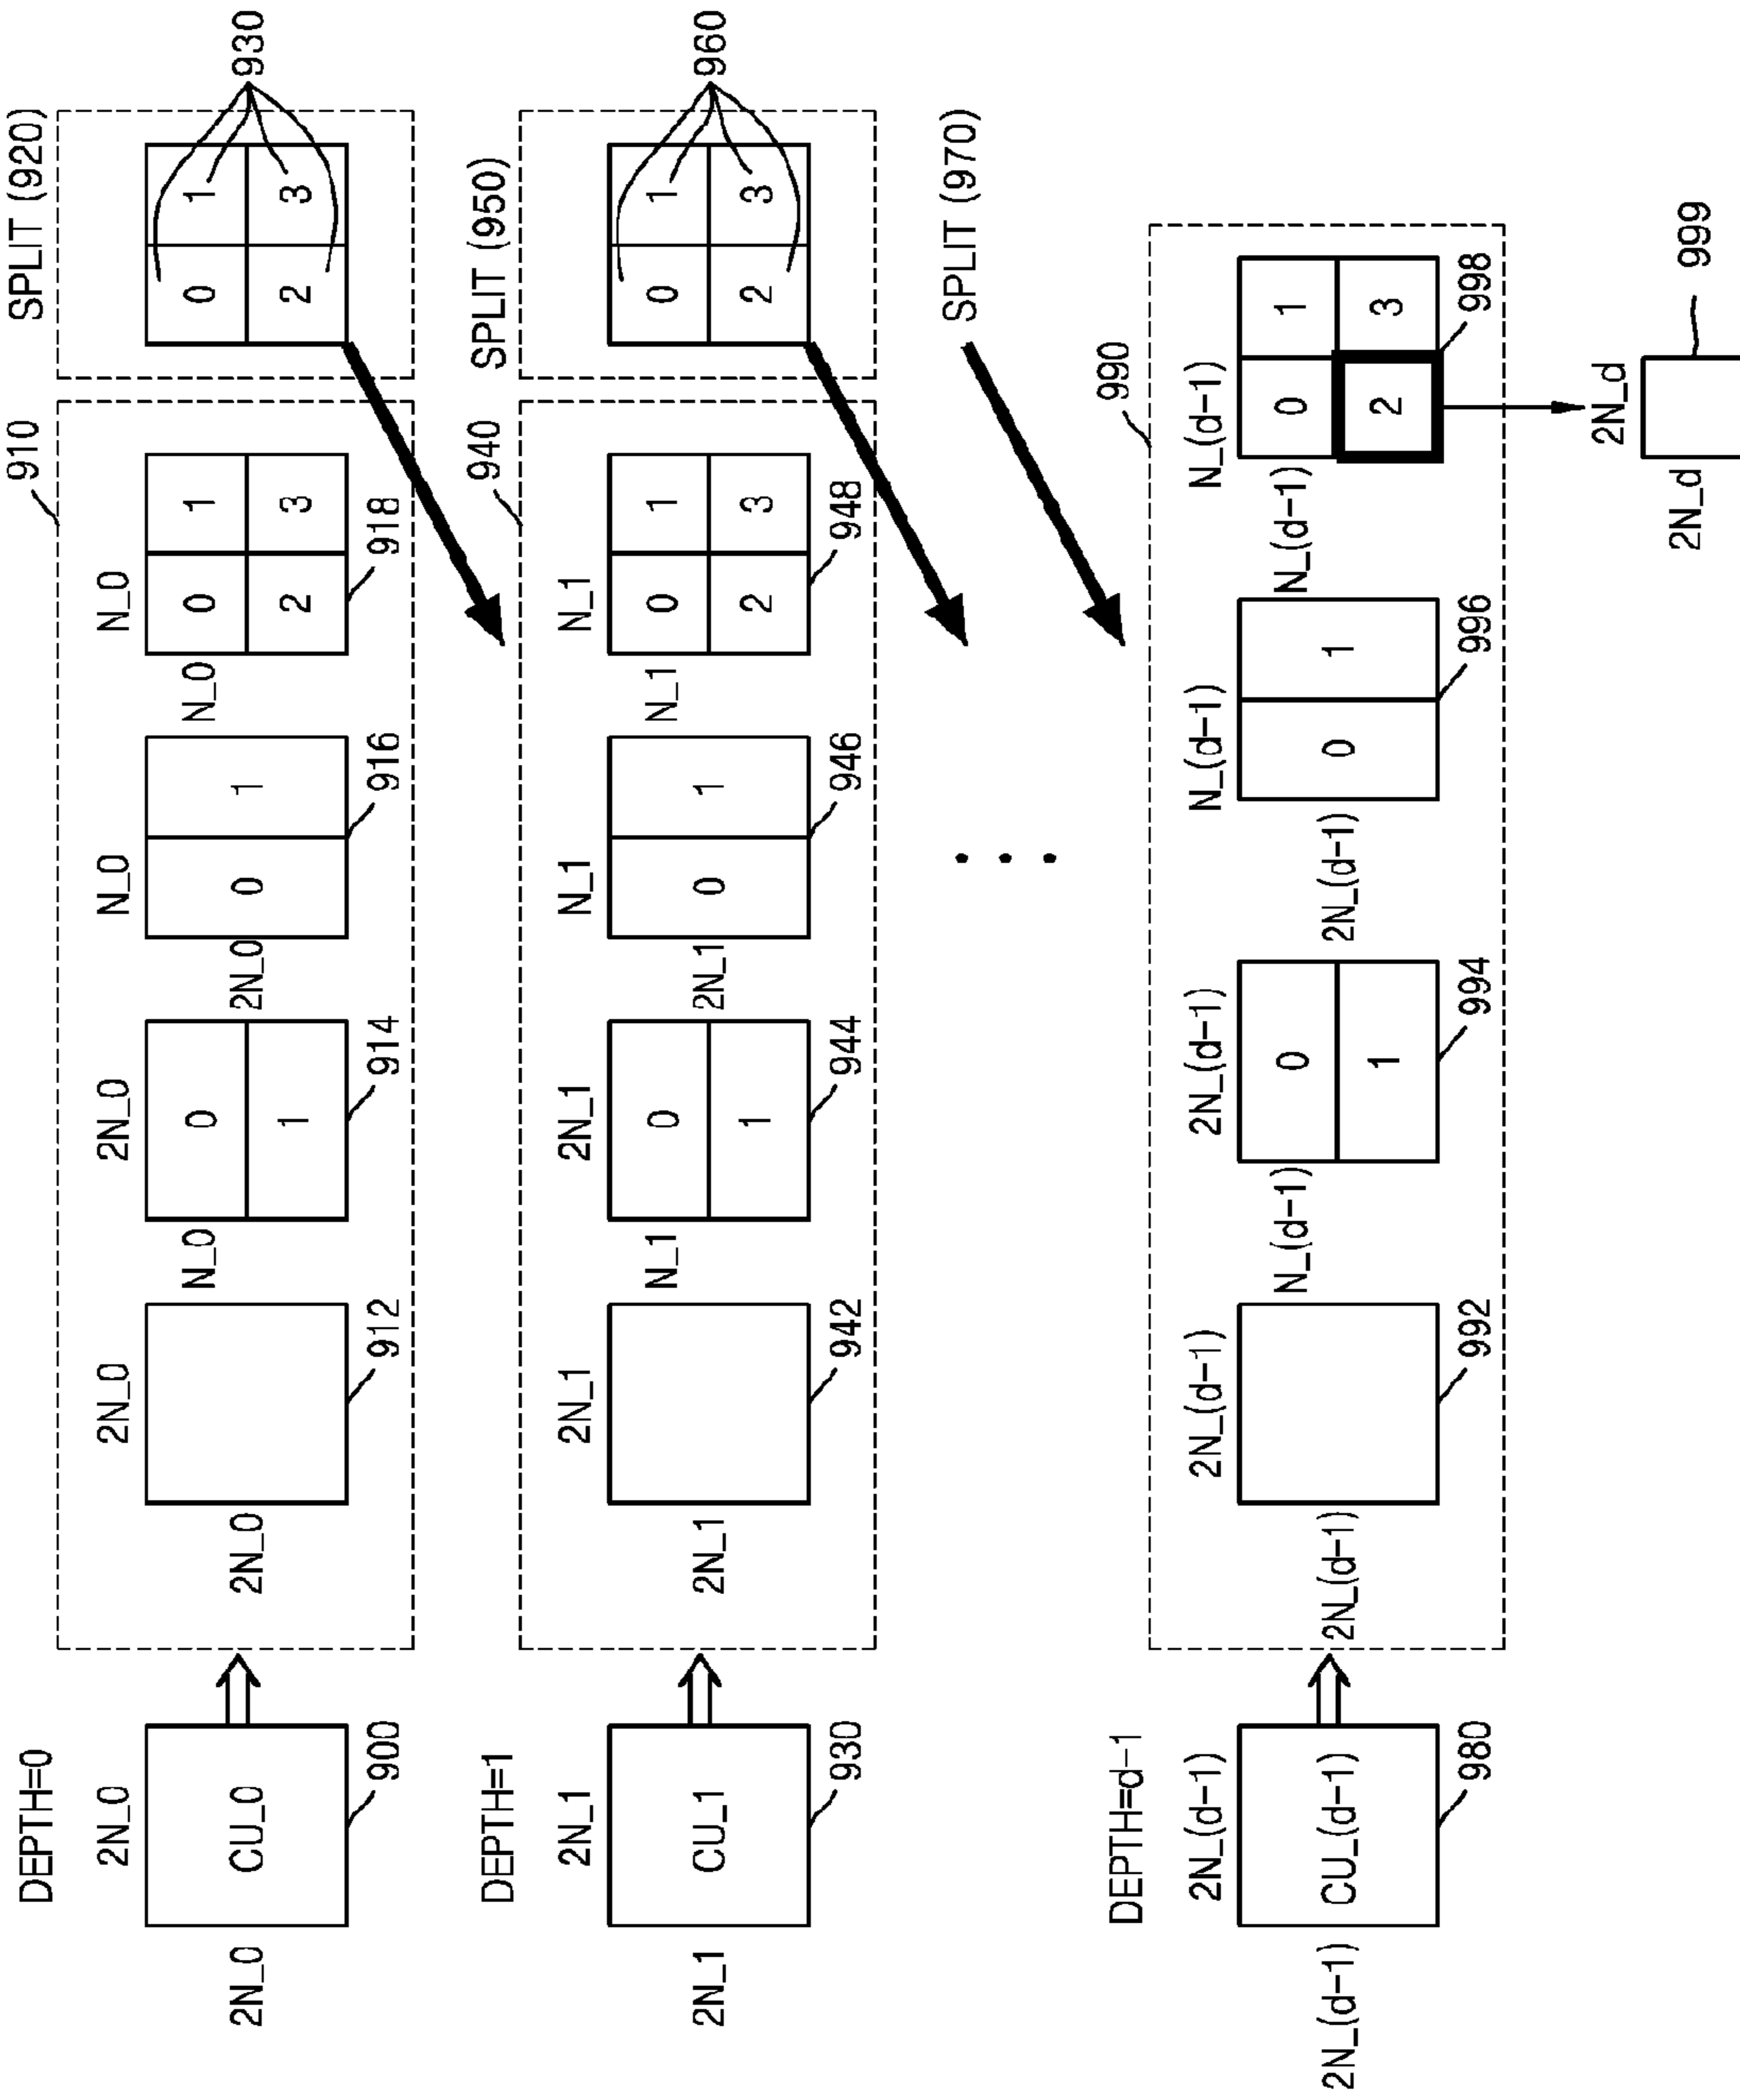 DEPTH=0
2N_0
2N_0
CU_0
900
910
2N_0
2N_0
912
2N_0
N_0
0
1
914
N_0
2N_0
0
1
916
N_0
N_0
0
1
2
3
918
SPLIT (920)
0
1
2
3
930
DEPTH=1
2N_1
2N_1
CU_1
930
940
2N_1
2N_1
942
2N_1
N_1
0
1
944
N_1
2N_1
0
1
946
N_1
N_1
0
1
2
3
948
SPLIT (950)
0
1
2
3
960
SPLIT (970)
DEPTH=d-1
2N_(d-1)
2N_(d-1)
CU_(d-1)
980
990
2N_(d-1)
2N_(d-1)
992
2N_(d-1)
N_(d-1)
0
1
994
N_(d-1)
2N_(d-1)
0
1
996
N_(d-1)
N_(d-1)
0
1
2
3
998
2N_d
2N_d
999